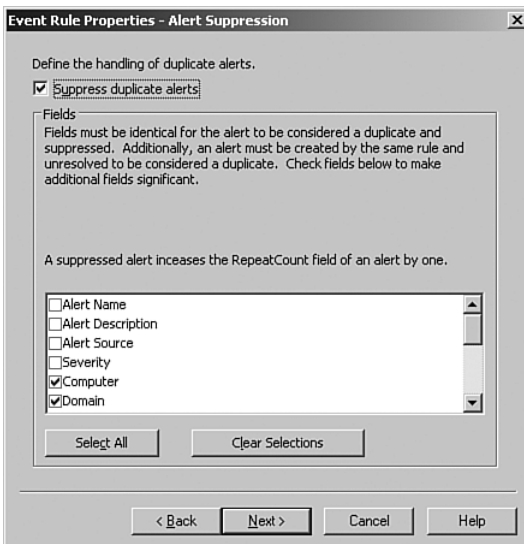 Event Rule Properties - Alert Suppression
Define the handling of duplicate alerts.
Suppress duplicate alerts
Fields
Fields must be identical for the alert to be considered a duplicate and
suppressed. Additionally, an alert must be created by the same rule and
unresolved to be considered a duplicate. Check fields below to make
additional fields significant.
A suppressed alert inceases the RepeatCount field of an alert by one.
Alert Name
Alert Description
Alert Source
Severity
Computer
Domain
Select All
Clear Selections
< Back
Next >
Cancel
Help